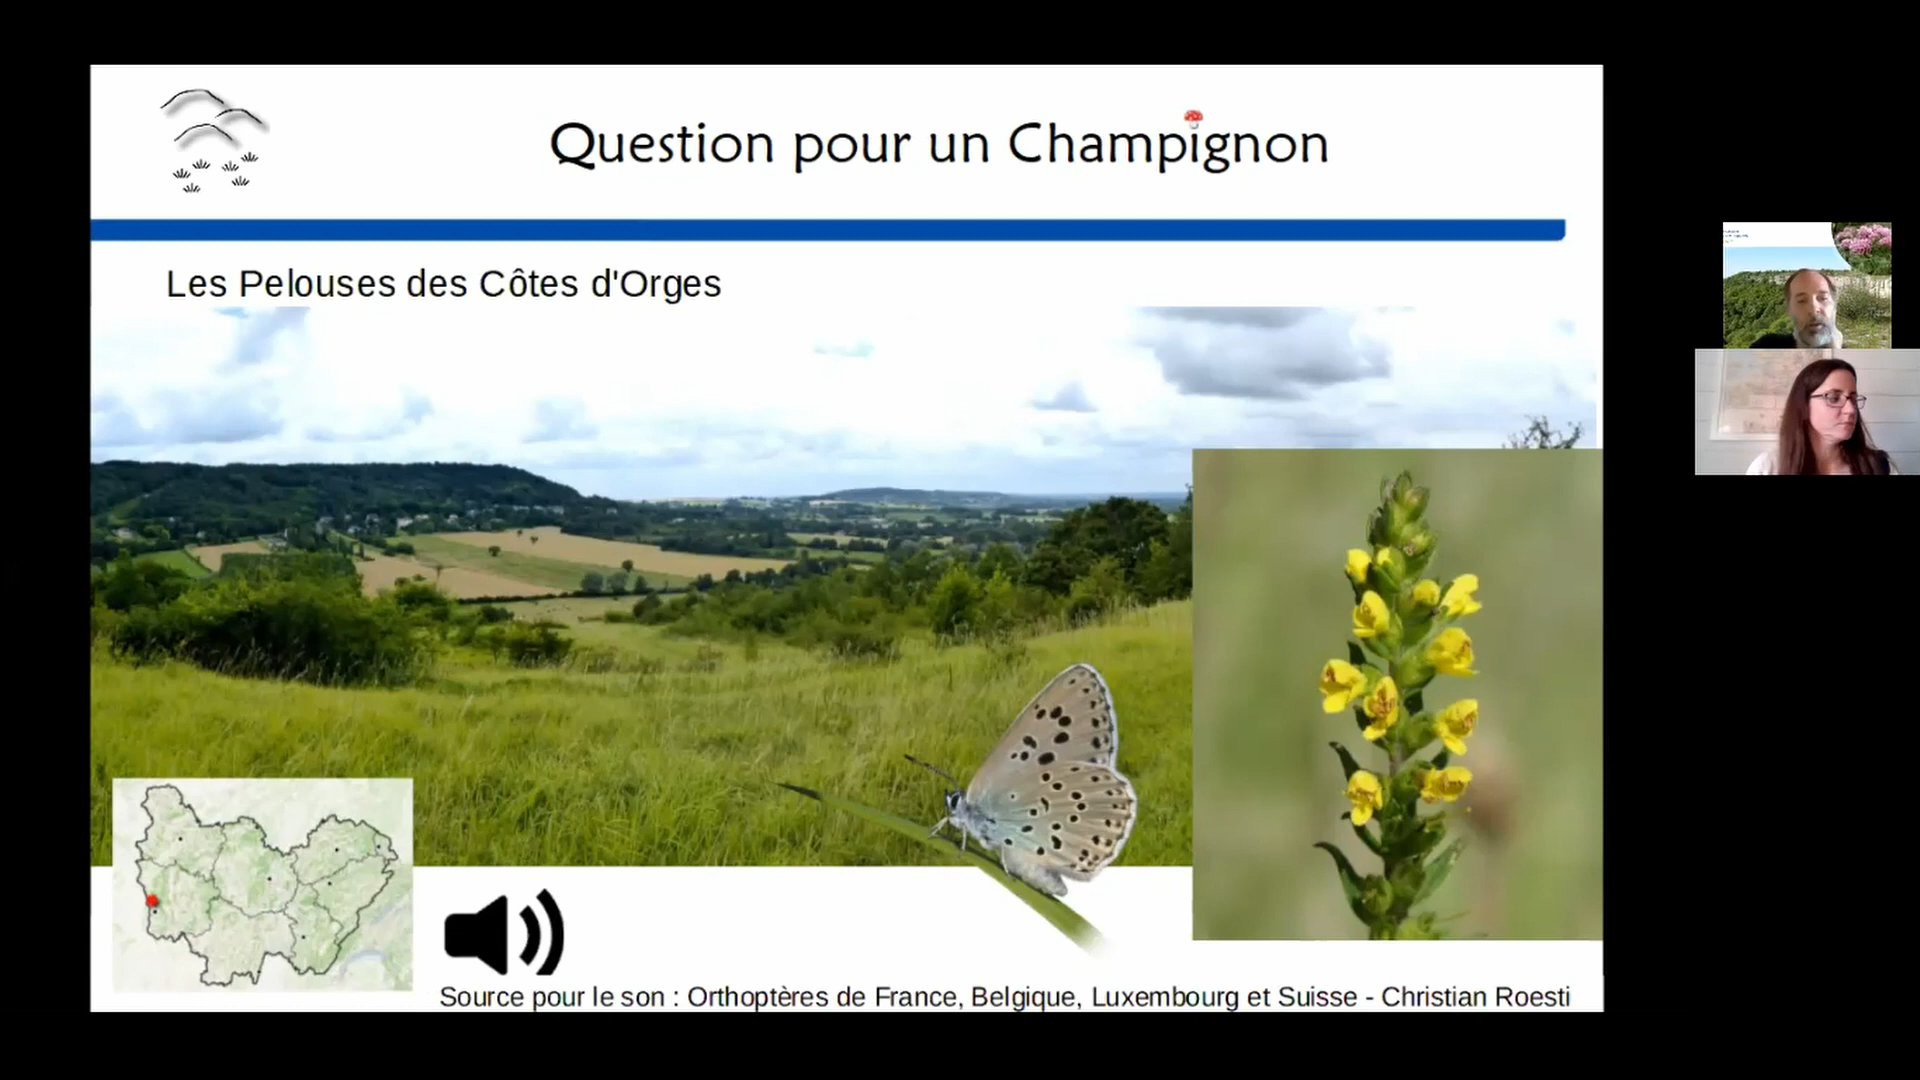 Question pour un Champignon
Les Pelouses des Côtes d'Orges
Source pour le son : Orthoptères de France, Belgique, Luxembourg et Suisse - Christian Roesti